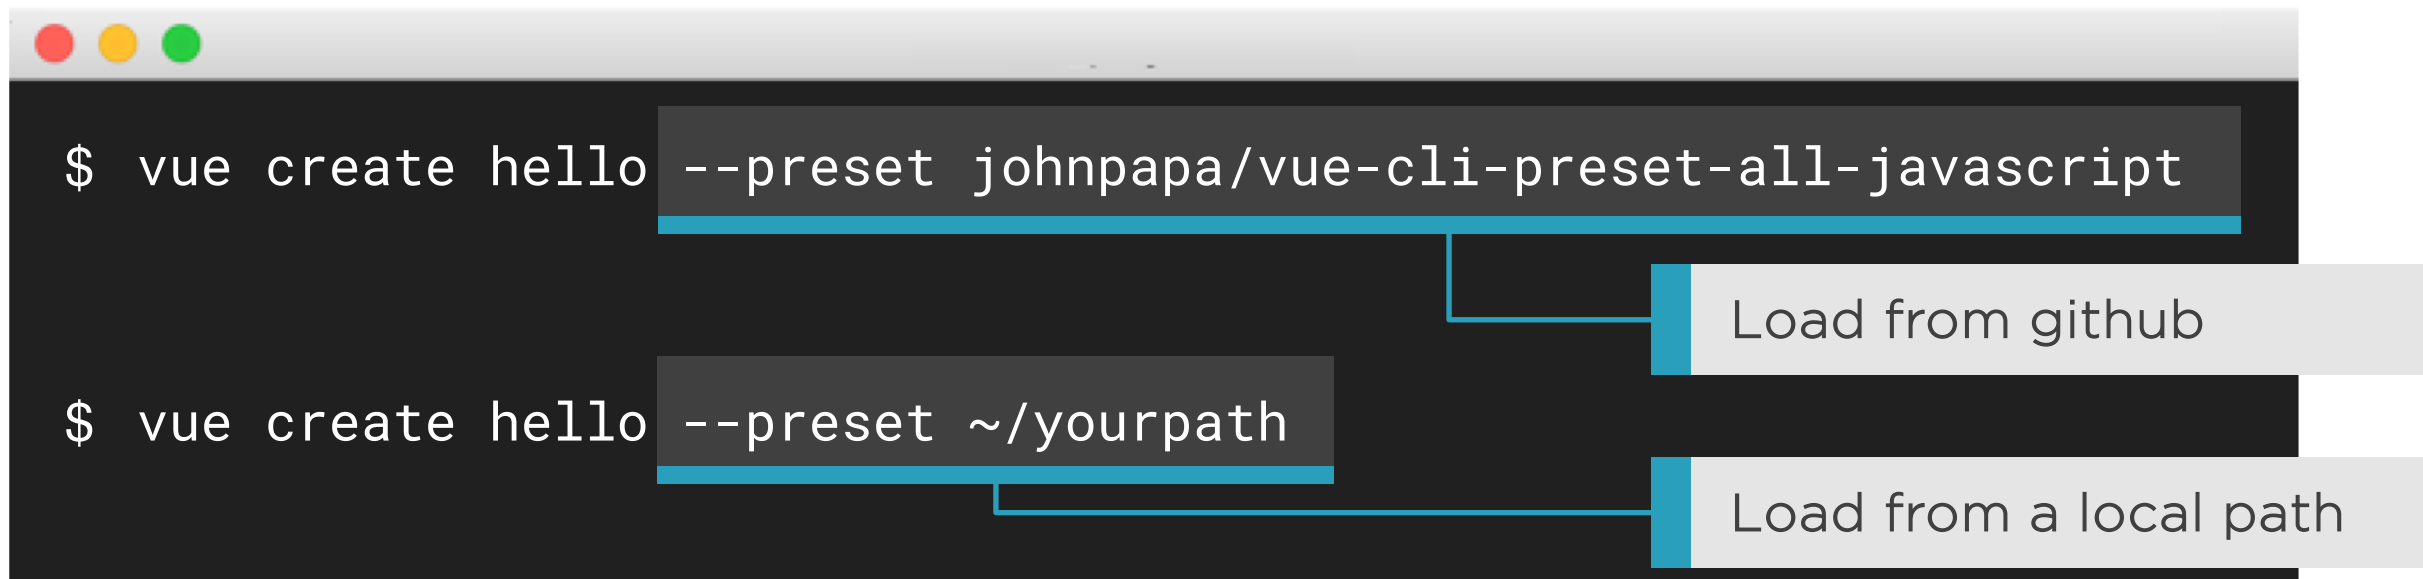 $ vue create hello --preset johnpapa/vue-cli-preset-all-javascript
Load from github
$ vue create hello --preset ~/yourpath
Load from a local path